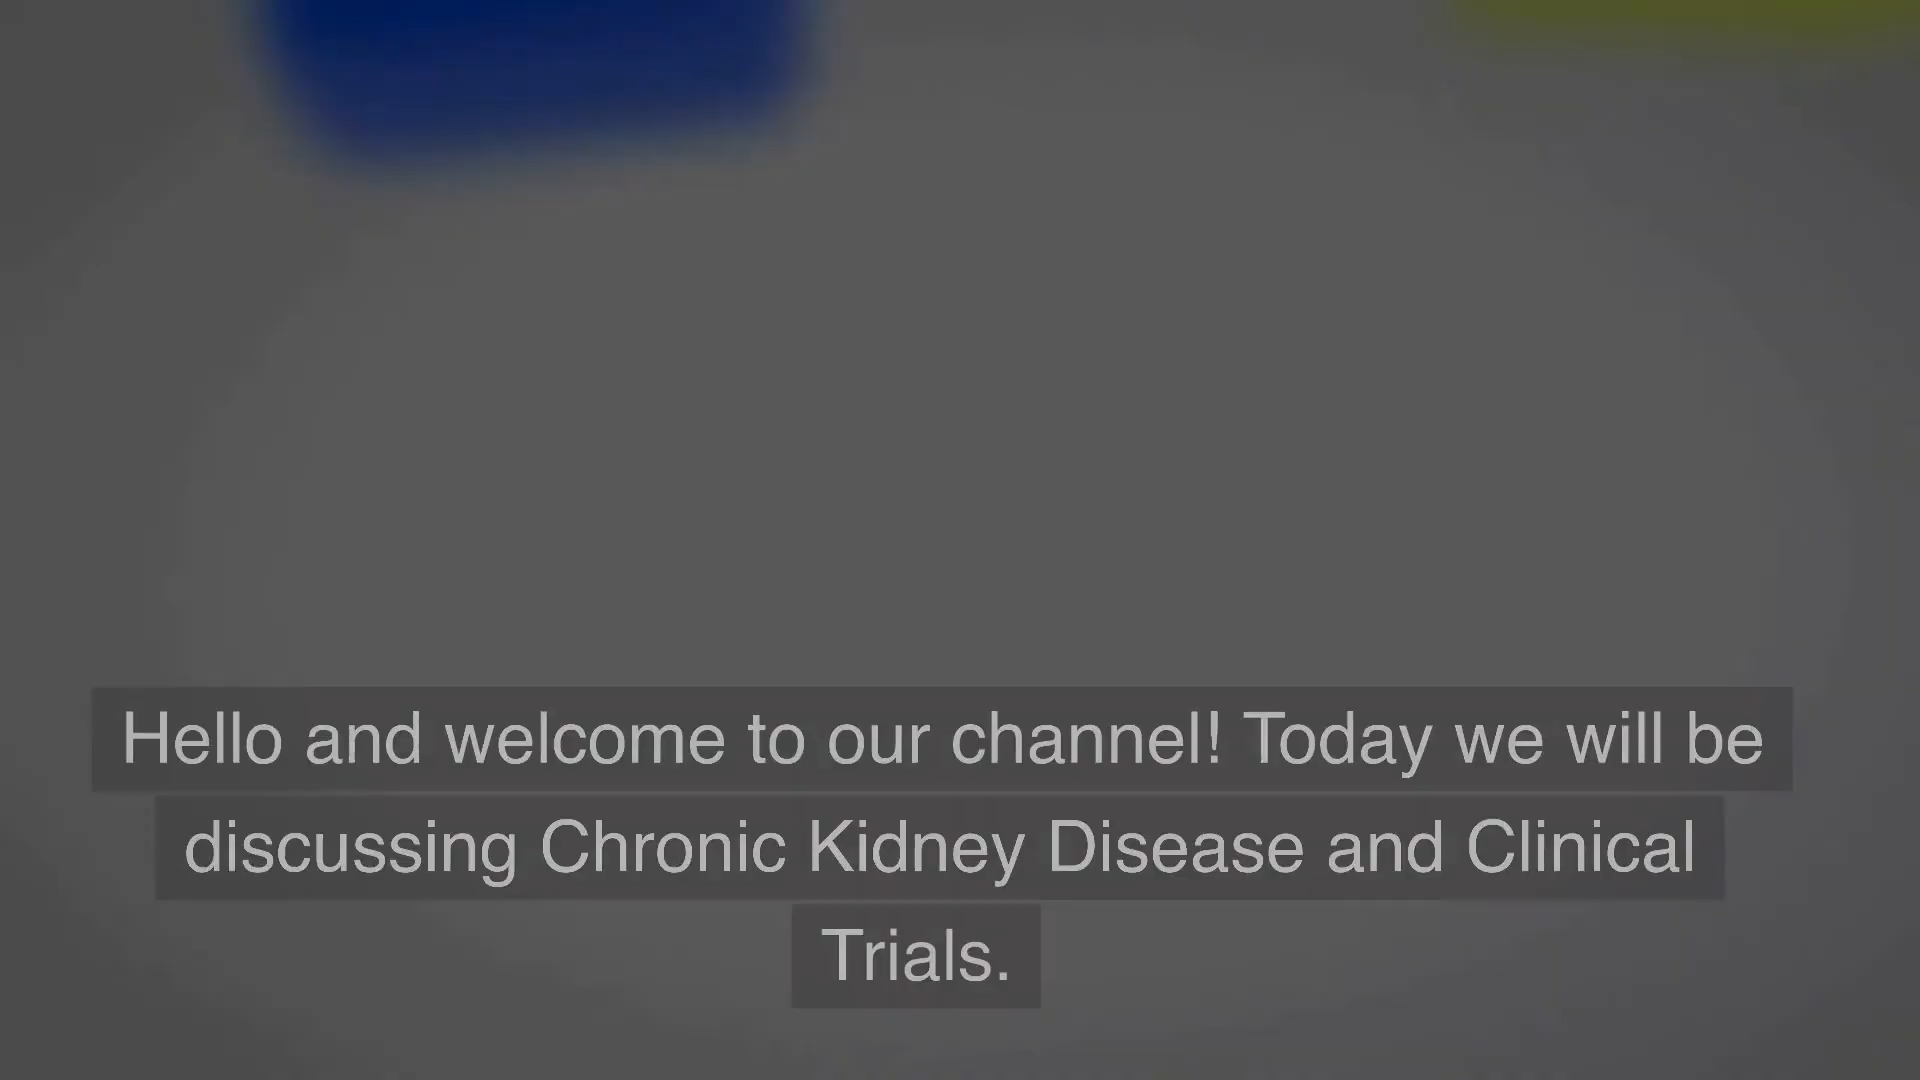 Hello and welcome to our channel! Today we will be
discussing Chronic Kidney Disease and Clinical
Trials.